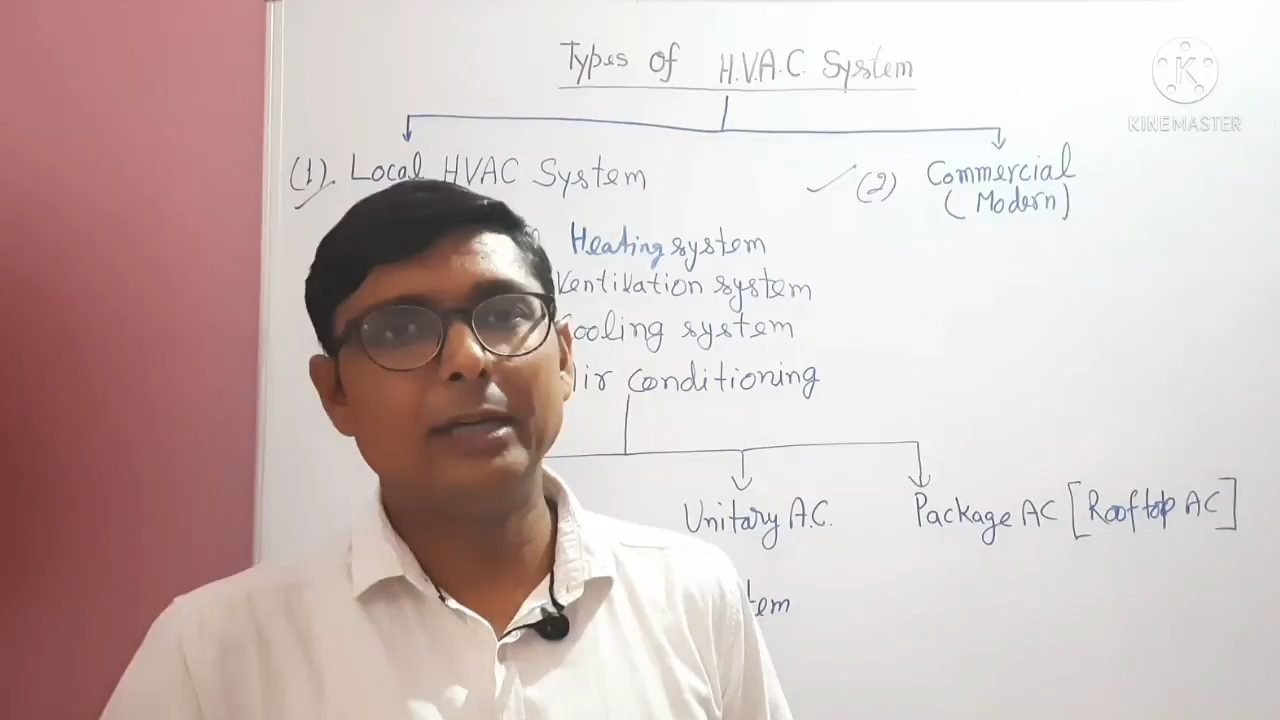 Types of H.V.A.C. System
(1). Local HVAC System
(2) Commercial
(Modern)
Heating system
Ventilation system
Cooling system
Air conditioning
Unitary A.C.
Package AC [Rooftop AC]
K
KINEMASTER